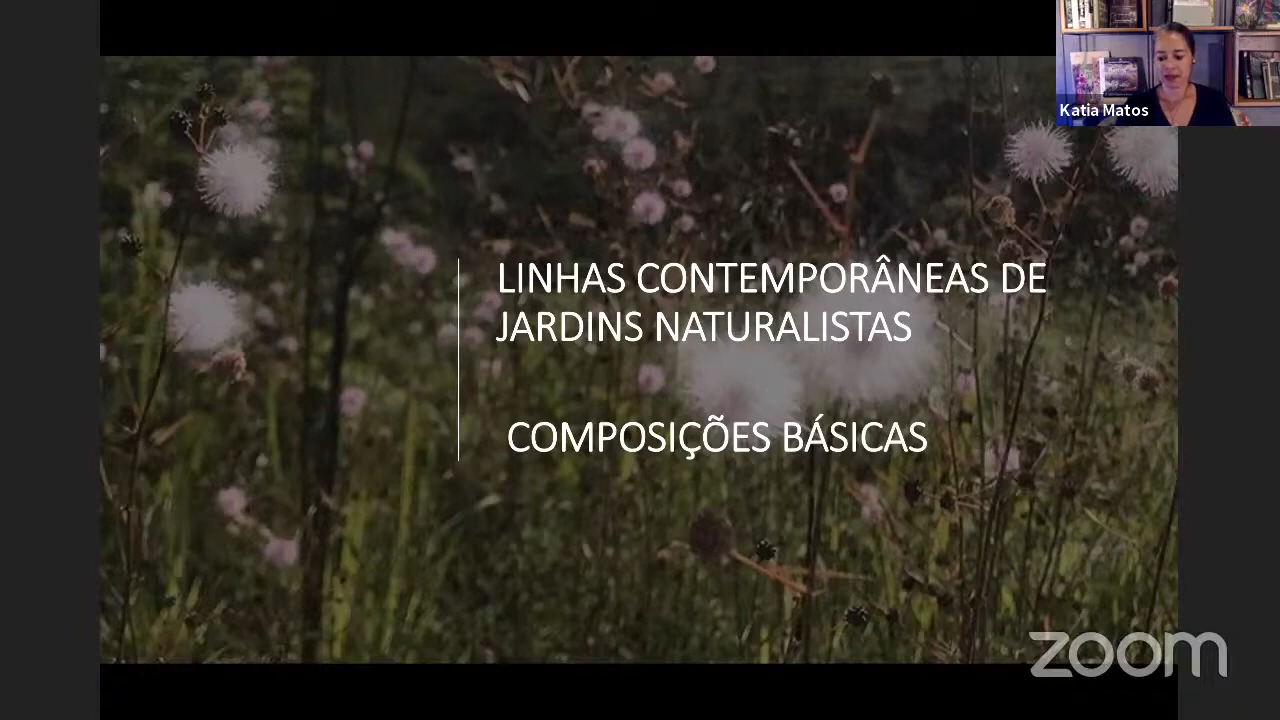 Katia Matos
LINHAS CONTEMPORÂNEAS DE
JARDINS NATURALISTAS
COMPOSIÇÕES BÁSICAS
zoom